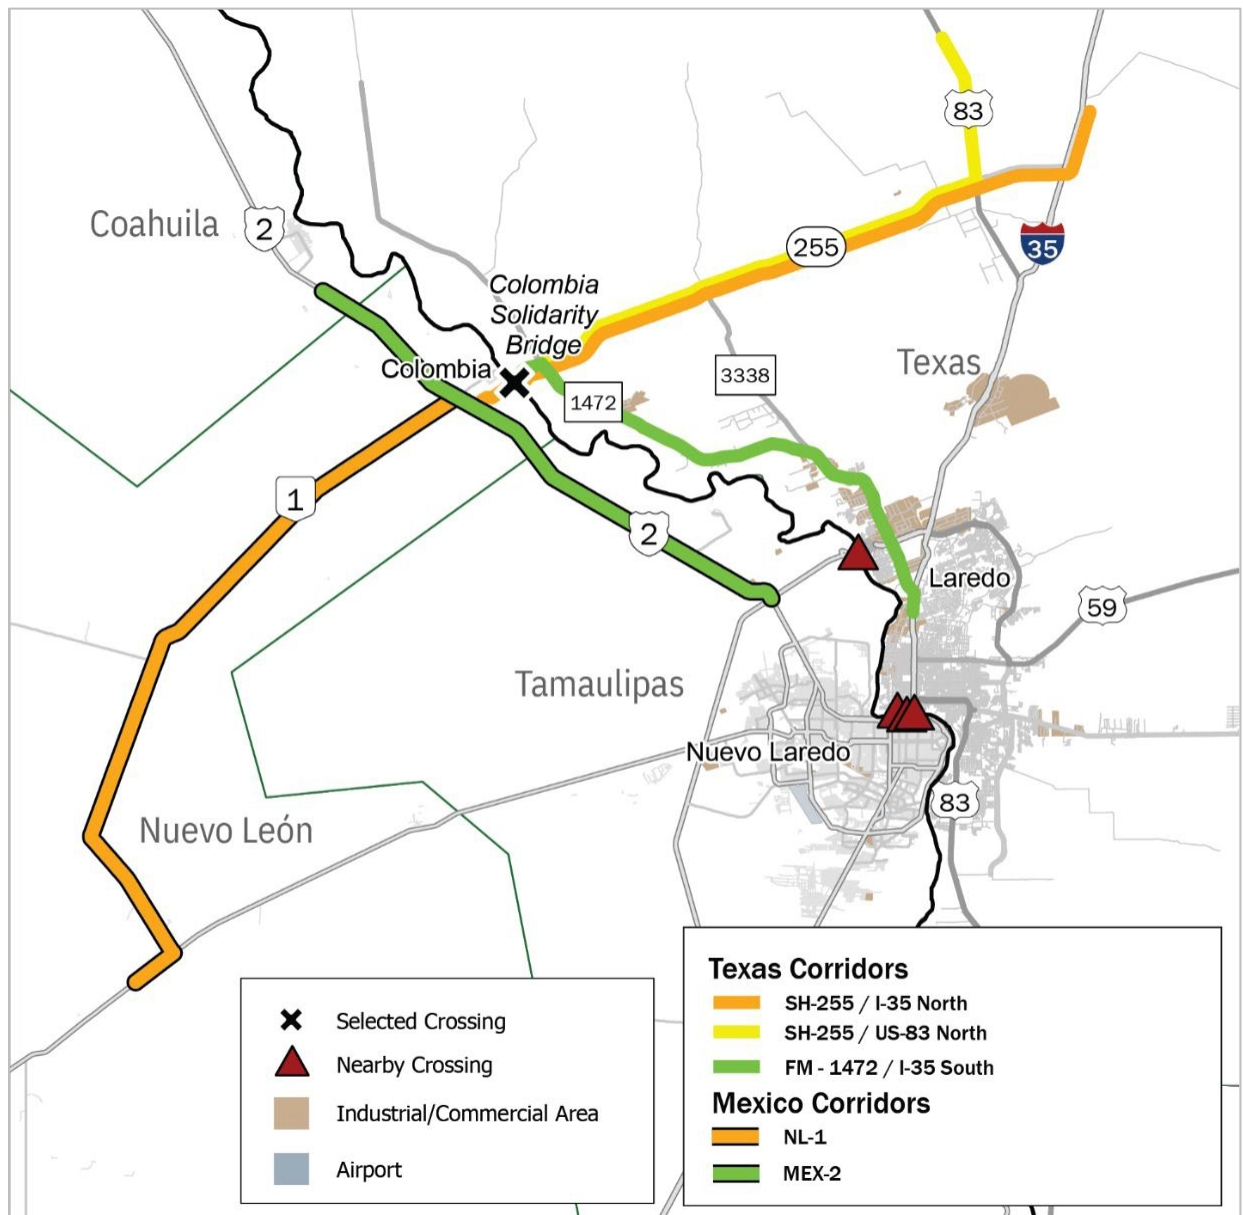 83
Coahuila
2
35
255
Colombia
Solidarity
Bridge
Texas
Colombia
3338
1472
1
2
Laredo
59
Tamaulipas
Nuevo Laredo
83
Nuevo León
Selected Crossing
Nearby Crossing
Industrial/Commercial Area
Airport
Texas Corridors
SH-255 / I-35 North
SH-255 / US-83 North
FM - 1472 / I-35 South
Mexico Corridors
NL-1
MEX-2